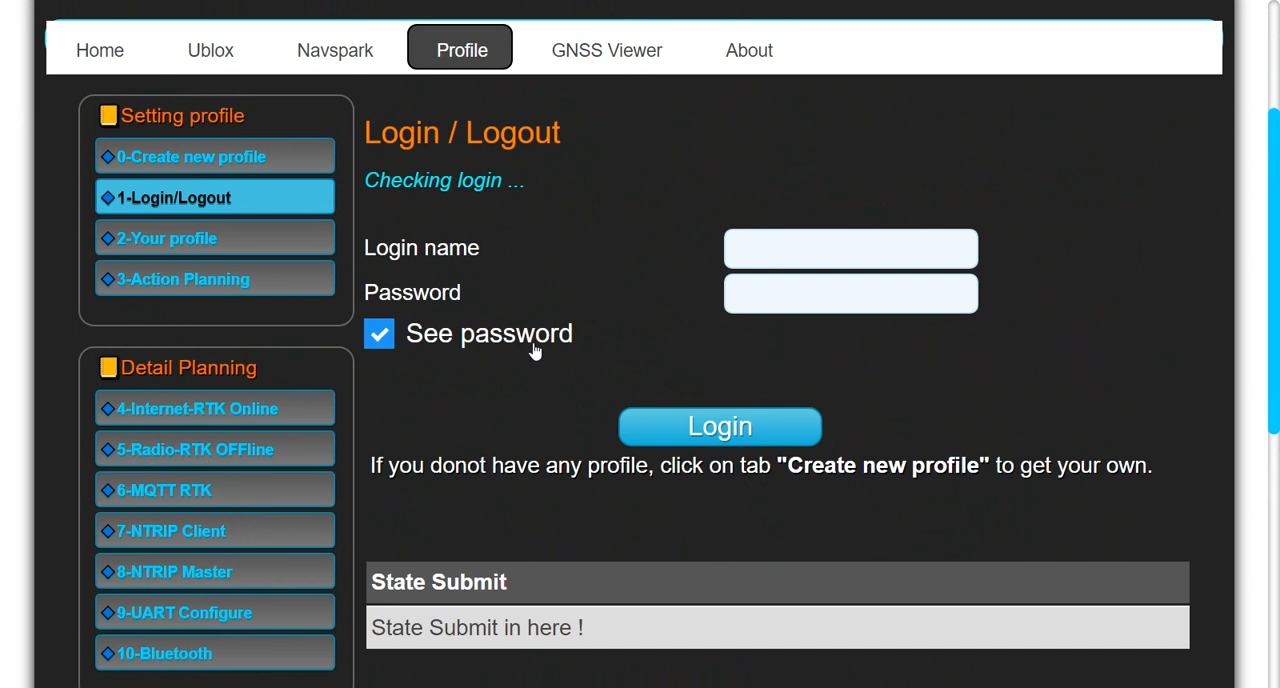 Home Ublox Navspark Profile GNSS Viewer About
Setting profile
0-Create new profile
1-Login/Logout
2-Your profile
3-Action Planning
Detail Planning
4-Internet-RTK Online
5-Radio-RTK OFFline
6-MQTT RTK
7-NTRIP Client
8-NTRIP Master
9-UART Configure
10-Bluetooth
Login / Logout
Checking login ...
Login name
Password
See password
Login
If you donot have any profile, click on tab "Create new profile" to get your own.
State Submit
State Submit in here !